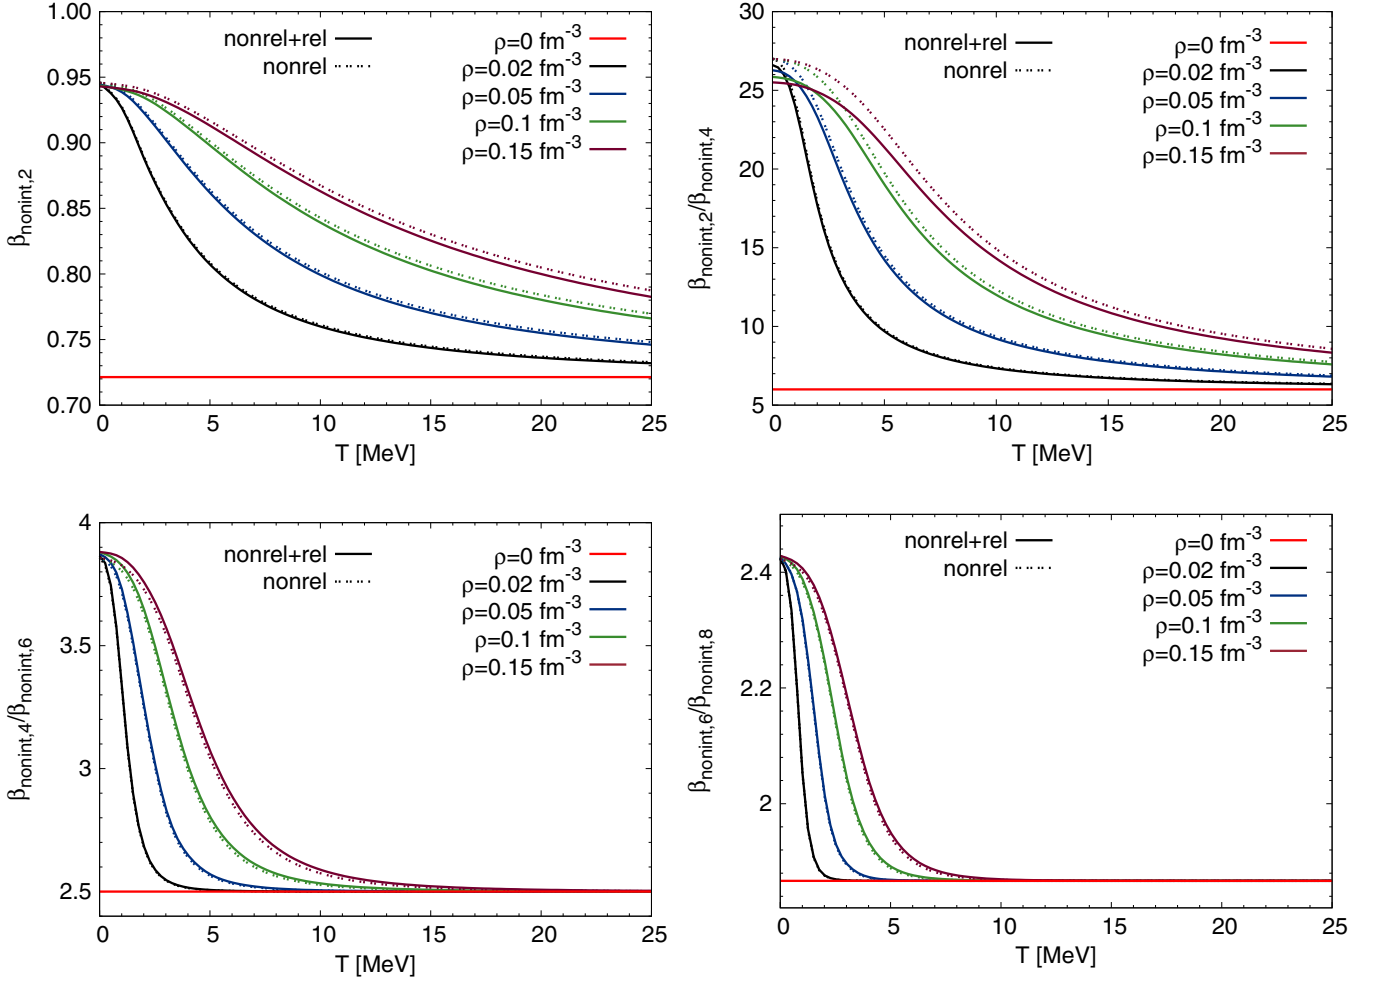 1.00
0.95
0.90
0.85
0.80
0.75
0.70
β_nonint,2
nonrel+rel
nonrel
ρ=0 fm⁻³
ρ=0.02 fm⁻³
ρ=0.05 fm⁻³
ρ=0.1 fm⁻³
ρ=0.15 fm⁻³
0 5 10 15 20 25
T [MeV]
30
25
20
15
10
5
β_nonint,2/β_nonint,4
nonrel+rel
nonrel
ρ=0 fm⁻³
ρ=0.02 fm⁻³
ρ=0.05 fm⁻³
ρ=0.1 fm⁻³
ρ=0.15 fm⁻³
0 5 10 15 20 25
T [MeV]
4
3.5
3
2.5
β_nonint,4/β_nonint,6
nonrel+rel
nonrel
ρ=0 fm⁻³
ρ=0.02 fm⁻³
ρ=0.05 fm⁻³
ρ=0.1 fm⁻³
ρ=0.15 fm⁻³
0 5 10 15 20 25
T [MeV]
2.4
2.2
2
β_nonint,6/β_nonint,8
nonrel+rel
nonrel
ρ=0 fm⁻³
ρ=0.02 fm⁻³
ρ=0.05 fm⁻³
ρ=0.1 fm⁻³
ρ=0.15 fm⁻³
0 5 10 15 20 25
T [MeV]